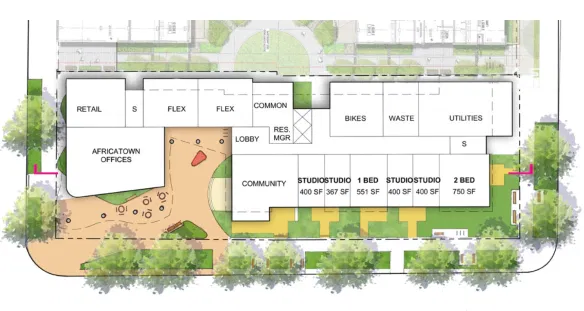 RETAIL
S
FLEX
FLEX
COMMON
BIKES
WASTE
UTILITIES
RES.
MGR
LOBBY
S
AFRICATOWN
OFFICES
COMMUNITY
STUDIO
400 SF
STUDIO
367 SF
1 BED
551 SF
STUDIO
400 SF
STUDIO
400 SF
2 BED
750 SF